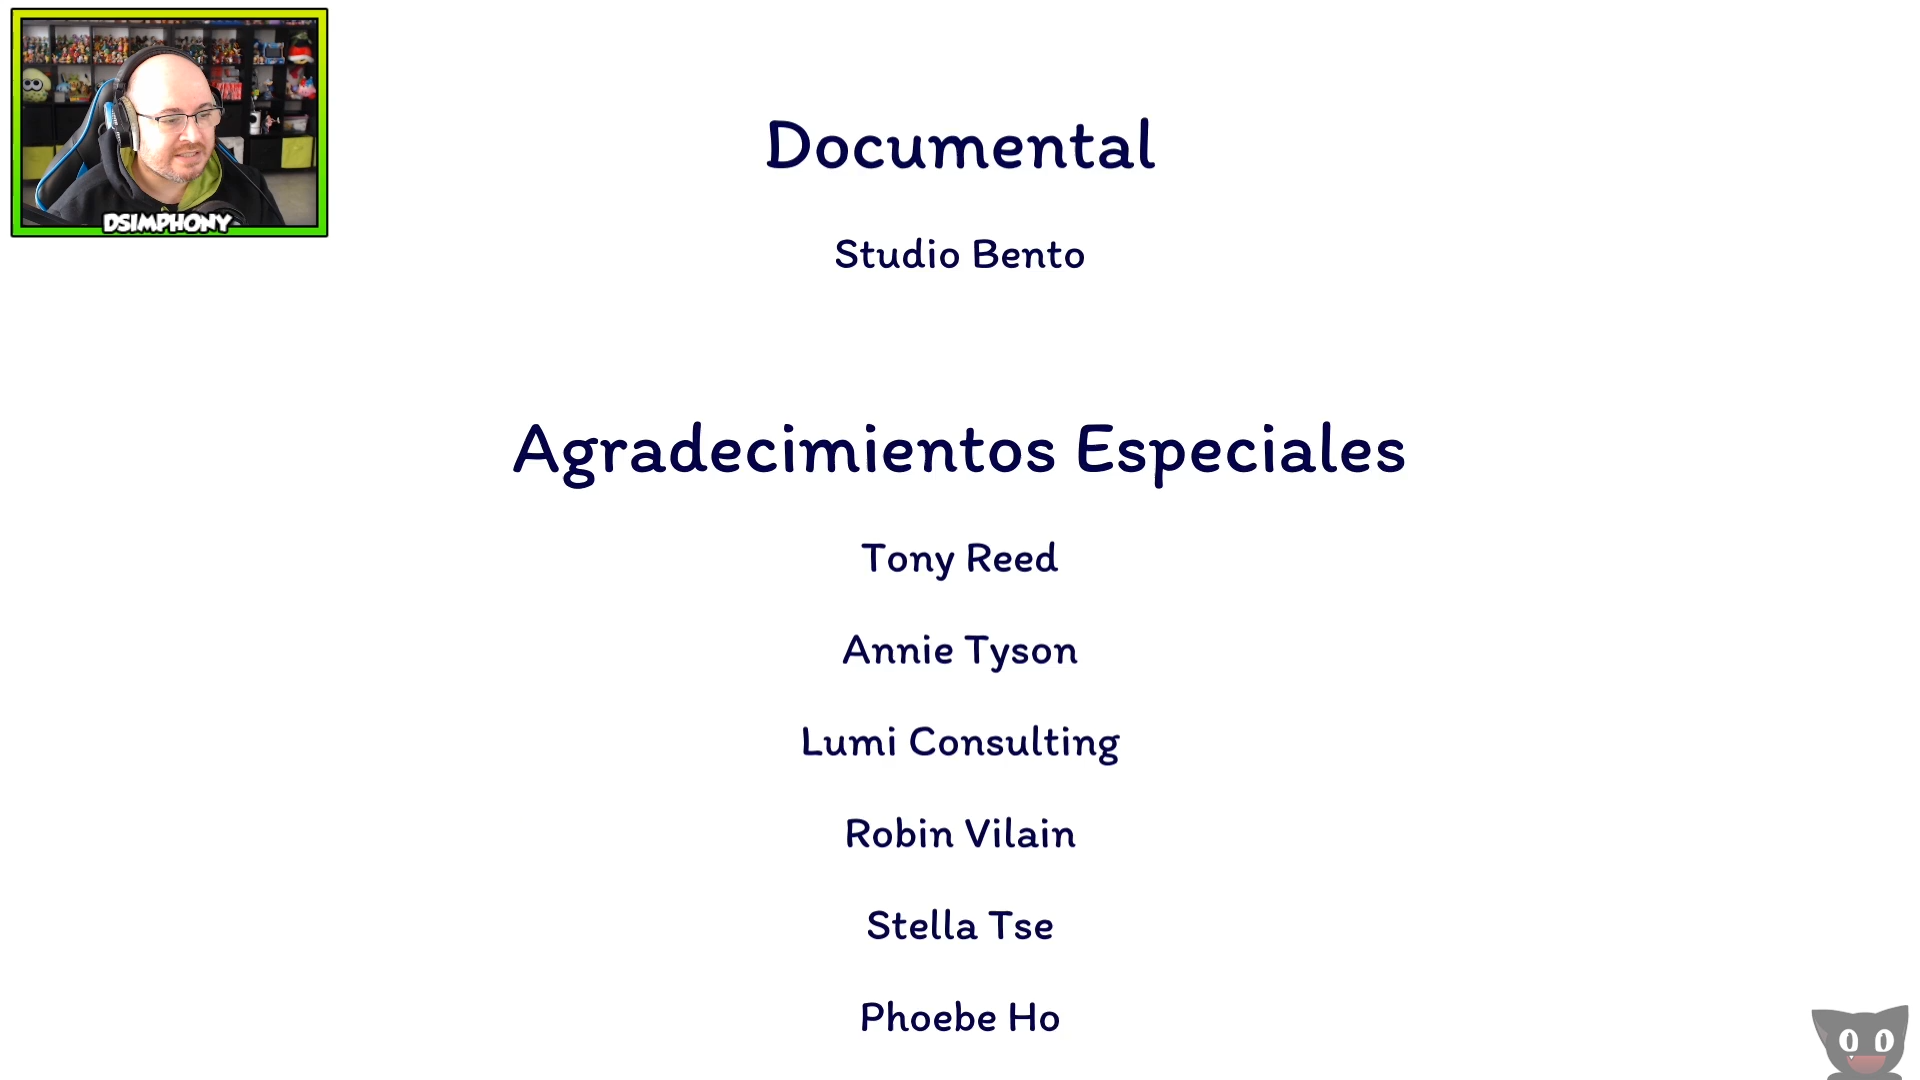 DSIMPHONY
Documental
Studio Bento
Agradecimientos Especiales
Tony Reed
Annie Tyson
Lumi Consulting
Robin Vilain
Stella Tse
Phoebe Ho